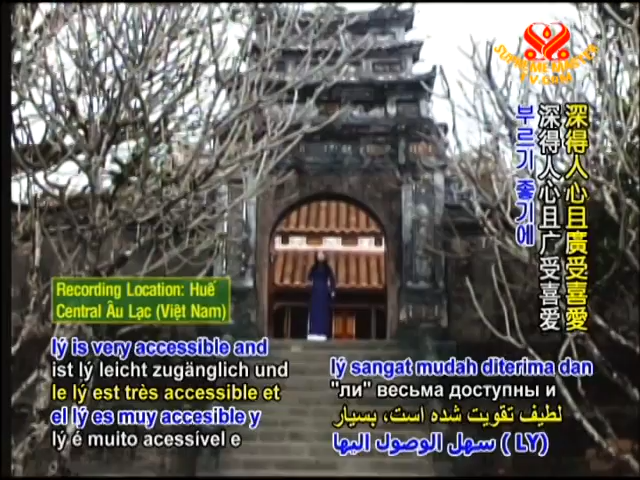 SUPREME MASTER
TV.COM
深得人心且廣受喜愛
深得人心且广受喜爱
부르기 좋기에
Recording Location: Huế
Central Âu Lạc (Việt Nam)
lý is very accessible and
ist lý leicht zugänglich und
le lý est très accessible et
el lý es muy accesible y
lý é muito acessível e
lý sangat mudah diterima dan
"ли" весьма доступны и
لطیف تقویت شده است، بسیار
سهل الوصول اليها ( LY)